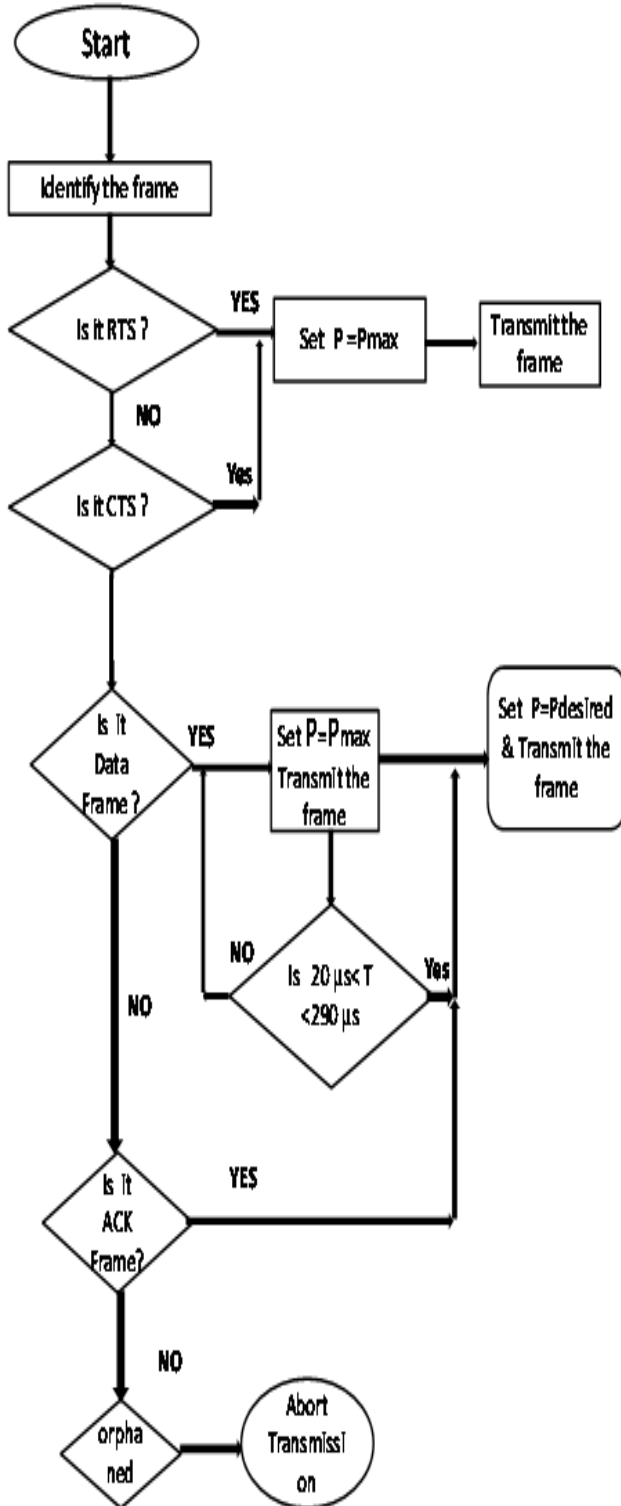 Start
Identify the frame
Is it RTS ?
YES
Set P =Pmax
Transmit the
frame
NO
Is it CTS ?
Yes
Is it
Data
Frame ?
YES
Set P=Pmax
Transmit the
frame
Set P=Pdesired
& Transmit the
frame
NO
Is 20 µs< T
<290 µs
Yes
NO
Is it
ACK
Frame?
YES
NO
orpha
ned
Abort
Transmissi
on